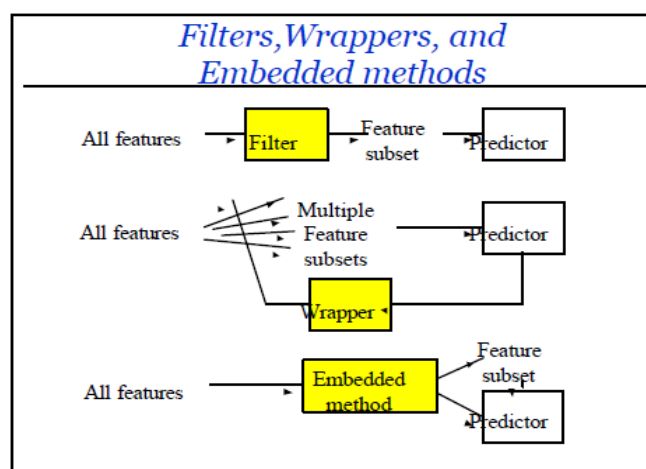 Filters,Wrappers, and
Embedded methods
All features
Filter
Feature
subset
Predictor
All features
Multiple
Feature
subsets
Predictor
Wrapper
All features
Embedded
method
Feature
subset
Predictor